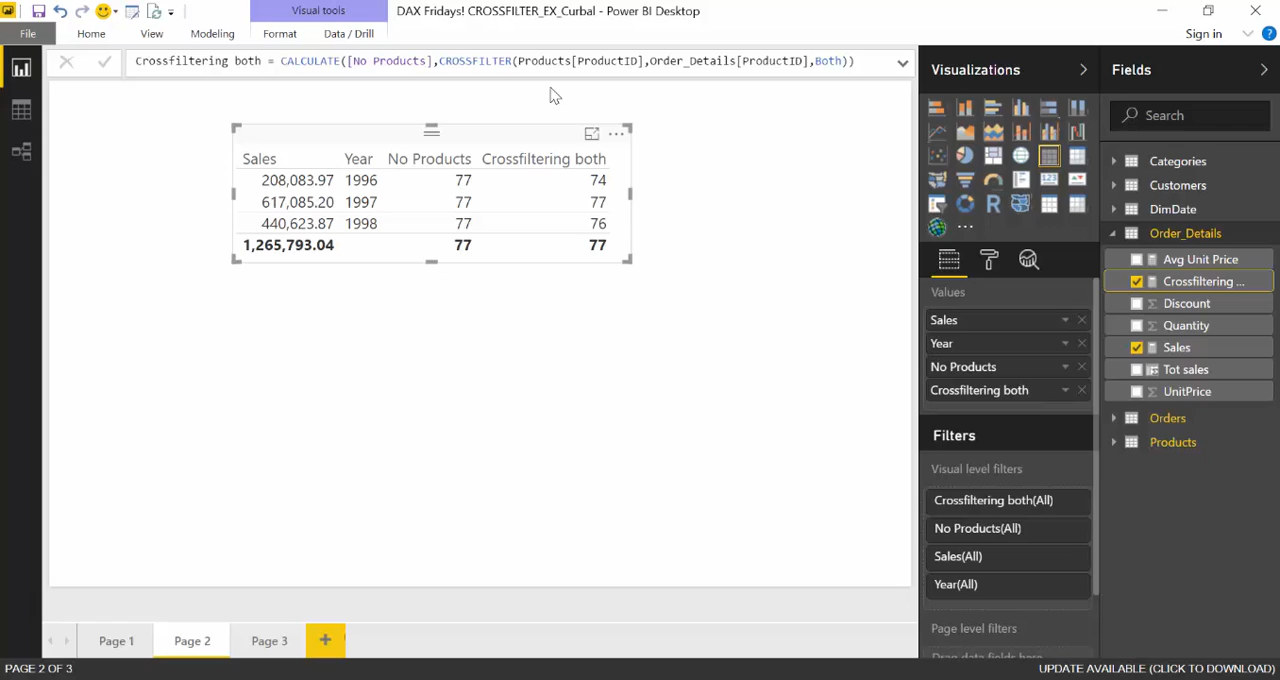 Visual tools
DAX Fridays! CROSSFILTER_EX_Curbal - Power BI Desktop
File
Home
View
Modeling
Format
Data / Drill
Sign in
Crossfiltering both = CALCULATE([No Products],CROSSFILTER(Products[ProductID],Order_Details[ProductID],Both))
Sales Year No Products Crossfiltering both
208,083.97 1996 77 74
617,085.20 1997 77 77
440,623.87 1998 77 76
1,265,793.04 77 77
Visualizations
R
Values
Sales
Year
No Products
Crossfiltering both
Filters
Visual level filters
Crossfiltering both(All)
No Products(All)
Sales(All)
Year(All)
Page level filters
Fields
Search
Categories
Customers
DimDate
Order_Details
Avg Unit Price
Crossfiltering ...
Discount
Quantity
Sales
Tot sales
UnitPrice
Orders
Products
Page 1
Page 2
Page 3
PAGE 2 OF 3
UPDATE AVAILABLE (CLICK TO DOWNLOAD)